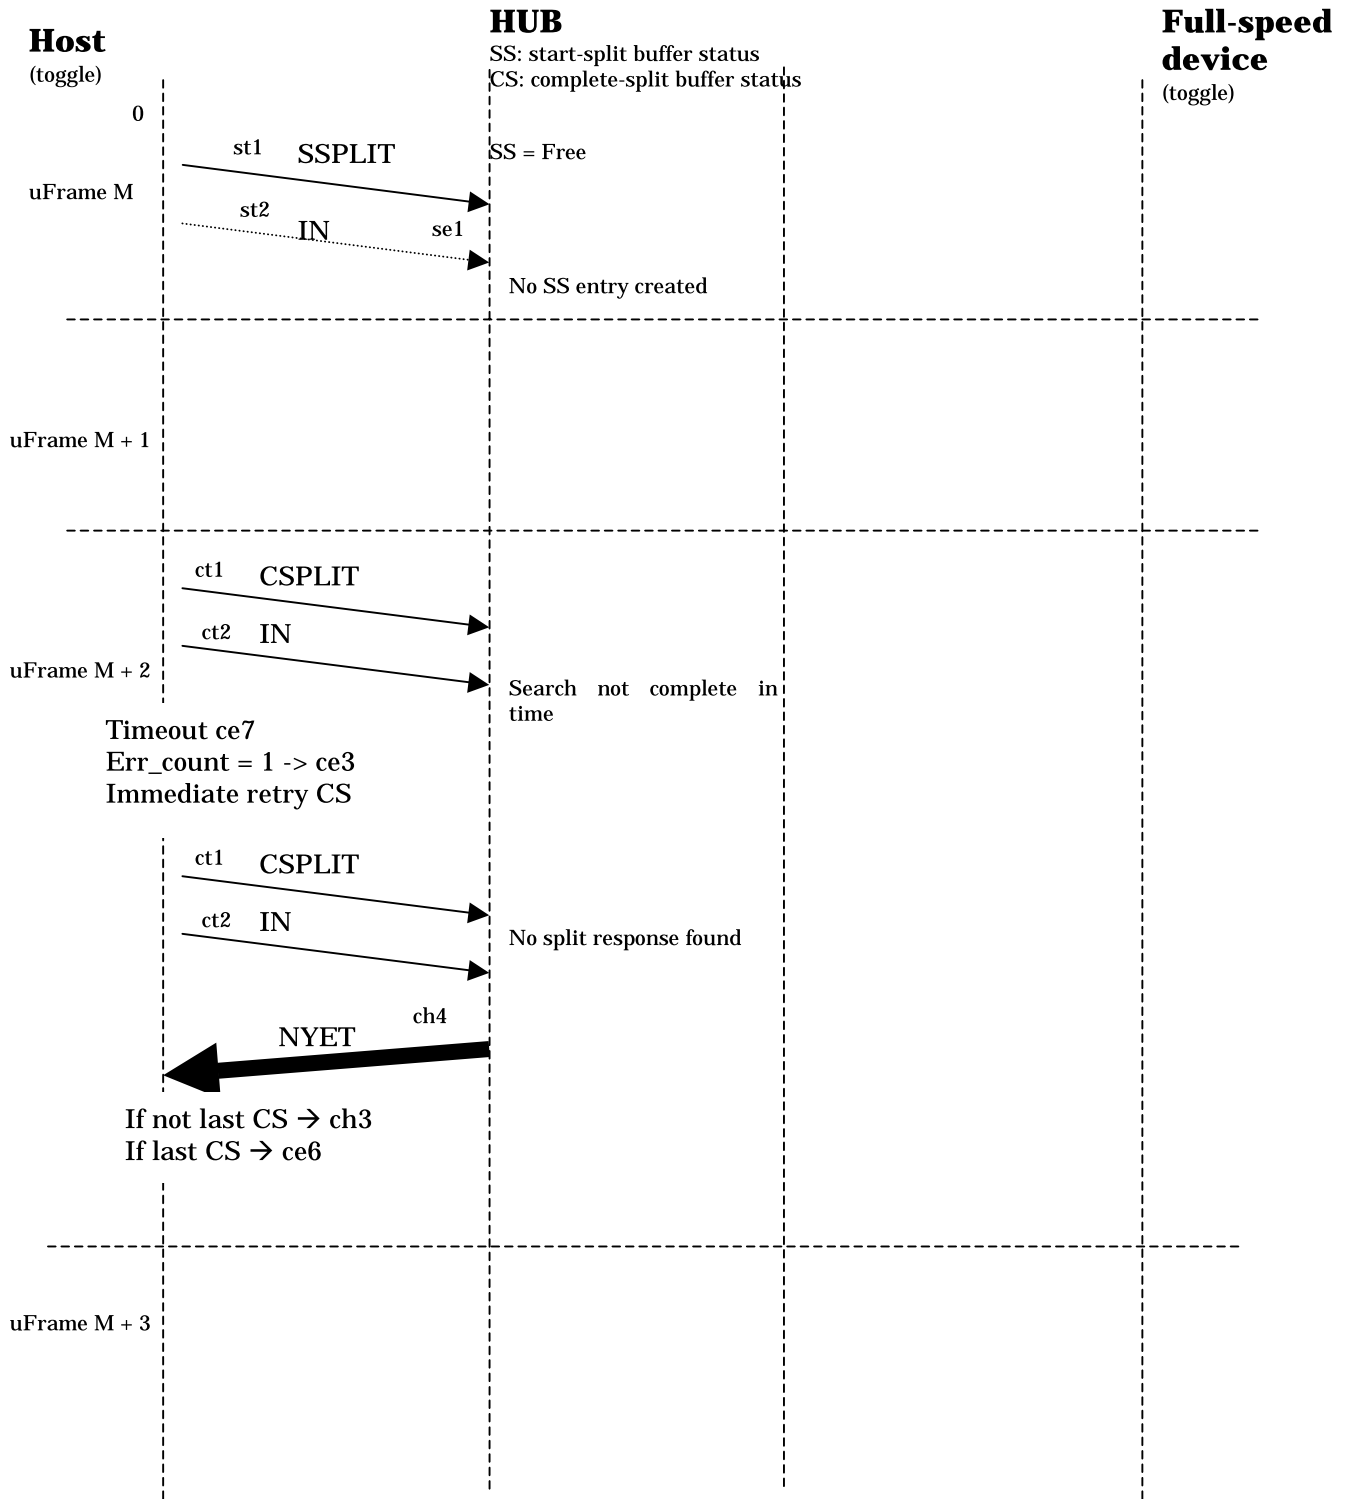 Host
(toggle)
HUB
SS: start-split buffer status
CS: complete-split buffer status
Full-speed
device
(toggle)
0
st1 SSPLIT
SS = Free
uFrame M
st2 IN se1
No SS entry created
uFrame M + 1
ct1 CSPLIT
ct2 IN
uFrame M + 2
Search not complete in
time
Timeout ce7
Err_count = 1 -> ce3
Immediate retry CS
ct1 CSPLIT
ct2 IN
No split response found
ch4
NYET
If not last CS → ch3
If last CS → ce6
uFrame M + 3